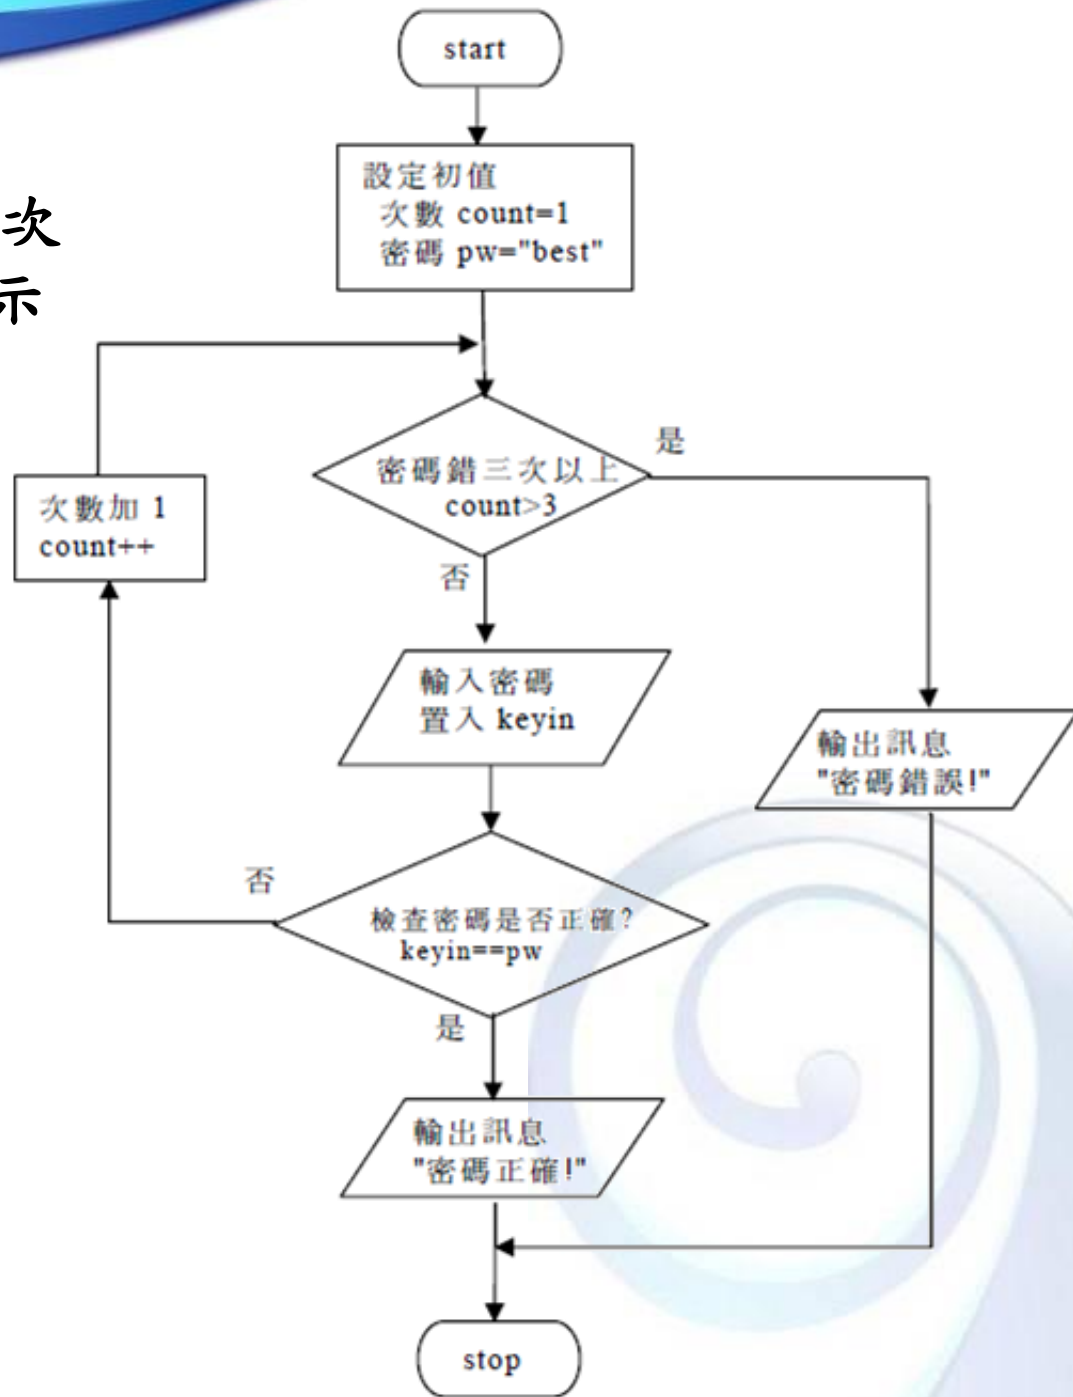 start
次
示
設定初值
次數 count=1
密碼 pw="best"
是
密碼錯三次以上
count>3
次數加 1
count++
否
輸入密碼
置入 keyin
輸出訊息
"密碼錯誤!"
否
檢查密碼是否正確?
keyin==pw
是
輸出訊息
"密碼正確!"
stop